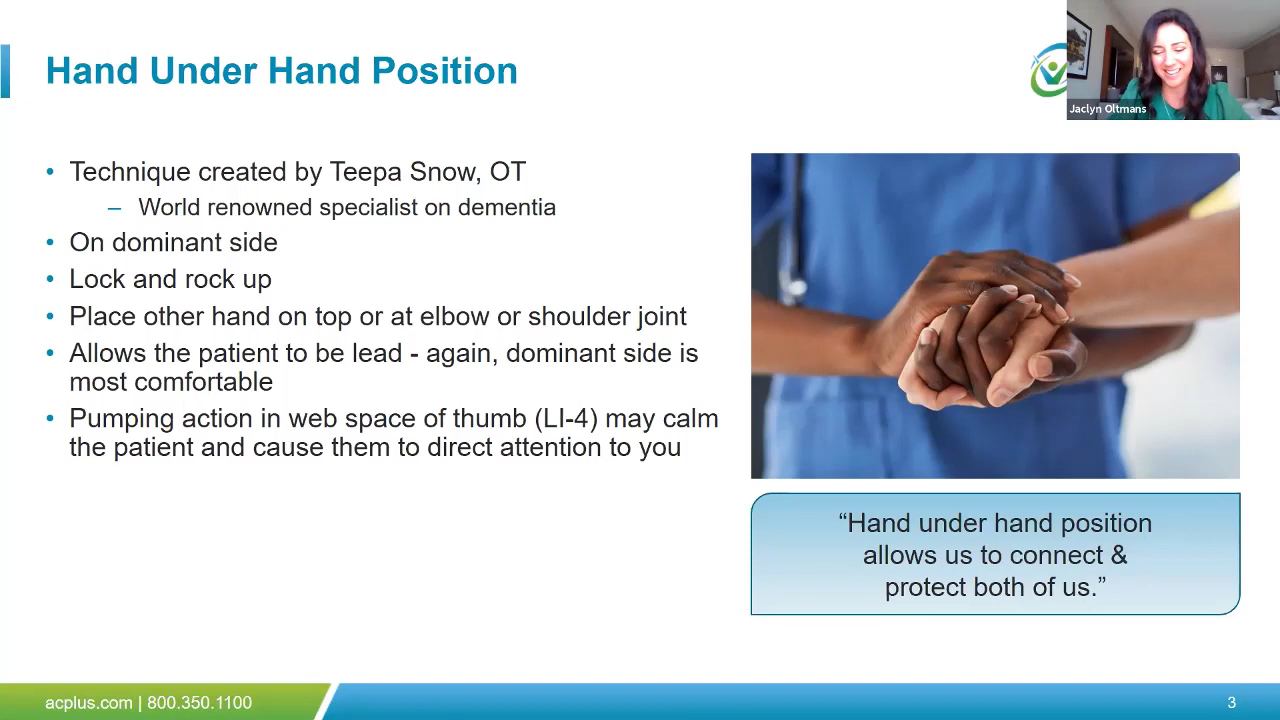 Hand Under Hand Position
Jaclyn Oltmans
• Technique created by Teepa Snow, OT
– World renowned specialist on dementia
• On dominant side
• Lock and rock up
• Place other hand on top or at elbow or shoulder joint
• Allows the patient to be lead - again, dominant side is
most comfortable
• Pumping action in web space of thumb (LI-4) may calm
the patient and cause them to direct attention to you
“Hand under hand position
allows us to connect &
protect both of us.”
acplus.com | 800.350.1100
3